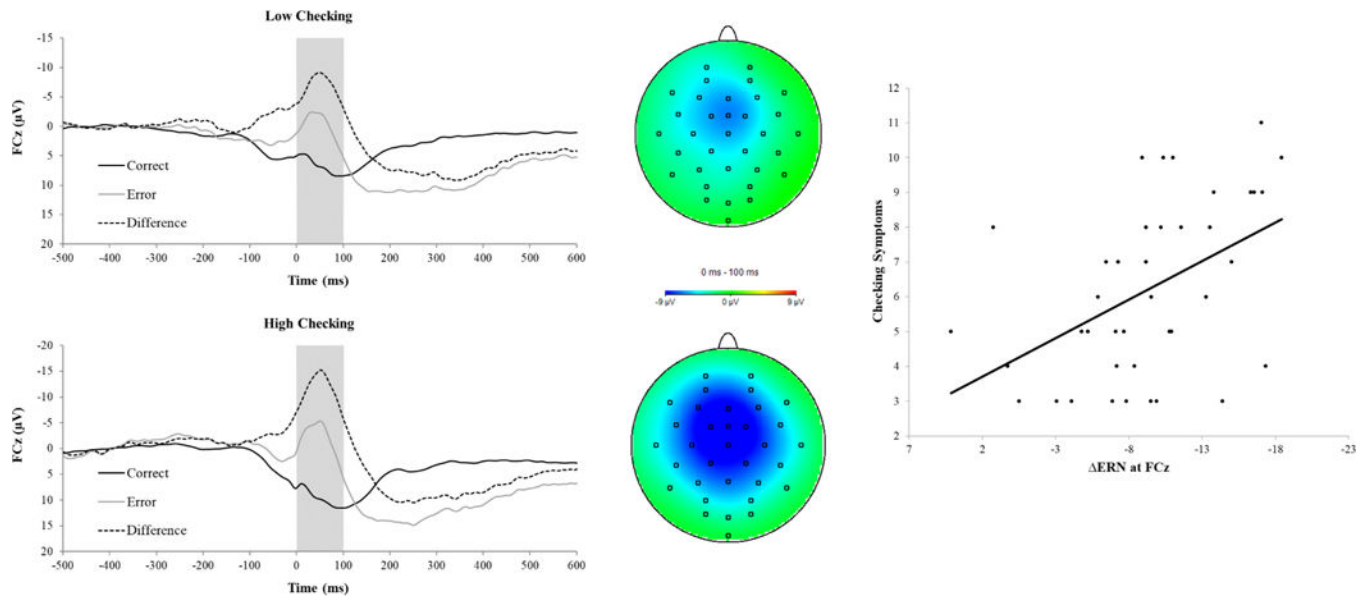 Low Checking
-15
-10
-5
0
5
10
15
20
FCz (µV)
Correct
Error
Difference
-500 -400 -300 -200 -100 0 100 200 300 400 500 600
Time (ms)
High Checking
-20
-15
-10
-5
0
5
10
15
20
FCz (µV)
Correct
Error
Difference
-500 -400 -300 -200 -100 0 100 200 300 400 500 600
Time (ms)
0 ms - 100 ms
-9 µV 0 µV 9 µV
12
11
10
9
8
7
6
5
4
3
2
Checking Symptoms
7 2 -3 -8 -13 -18 -23
ΔERN at FCz